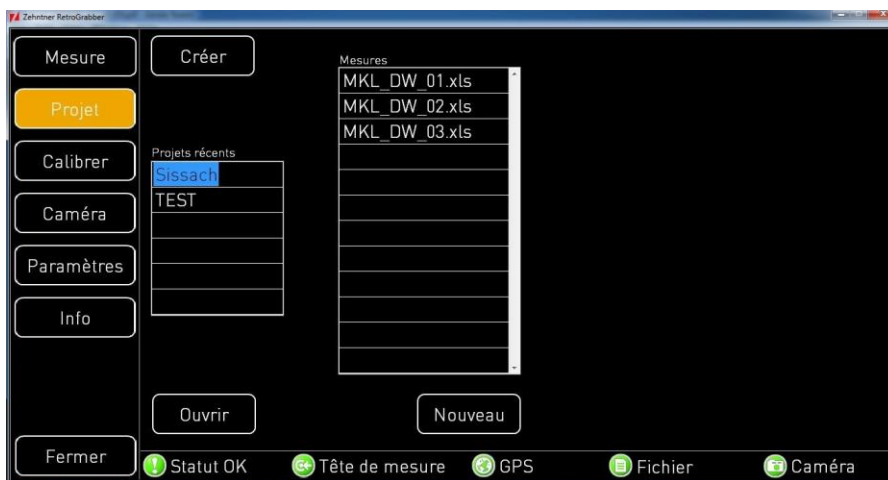 Zehntner RetroGrabber
Mesure
Projet
Calibrer
Caméra
Paramètres
Info
Fermer
Créer
Projets récents
Sissach
TEST
Ouvrir
Mesures
MKL_DW_01.xls
MKL_DW_02.xls
MKL_DW_03.xls
Nouveau
Statut OK
Tête de mesure
GPS
Fichier
Caméra